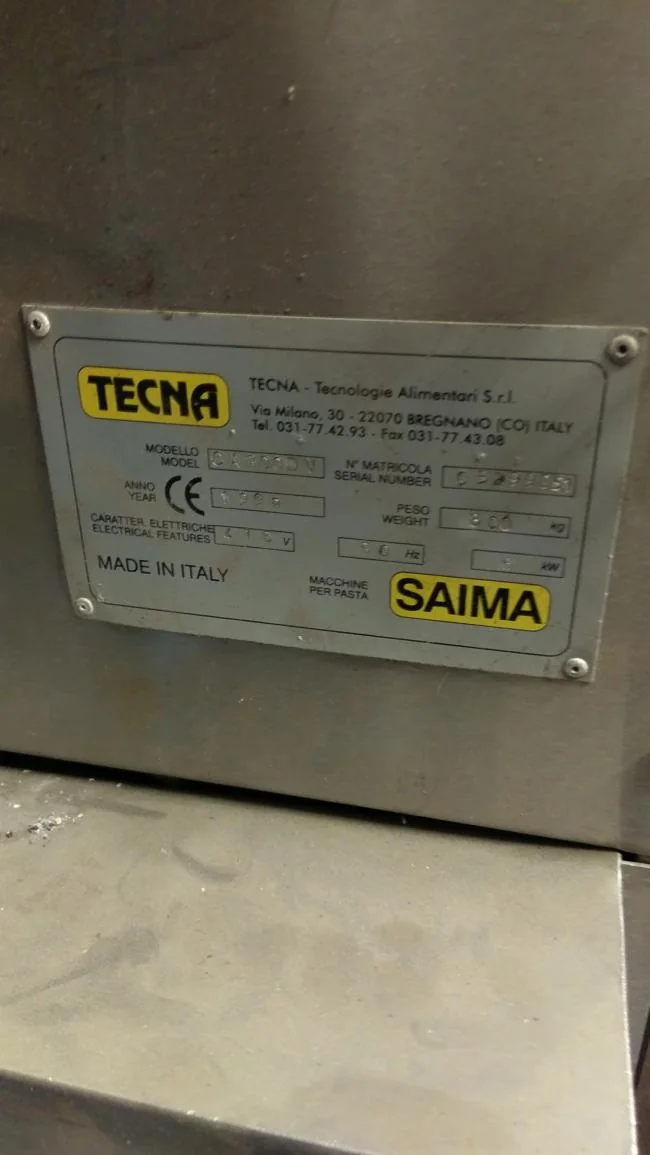 TECNA
TECNA - Tecnologie Alimentari S.r.l.
Via Milano, 30 - 22070 BREGNANO (CO) ITALY
Tel. 031-77.42.93 - Fax 031-77.43.08
MODELLO
MODEL
N° MATRICOLA
SERIAL NUMBER
ANNO
YEAR
CE
PESO
WEIGHT
kg
CARATTER. ELETTRICHE
ELECTRICAL FEATURES
415 V
Hz
kW
MADE IN ITALY
MACCHINE
PER PASTA
SAIMA